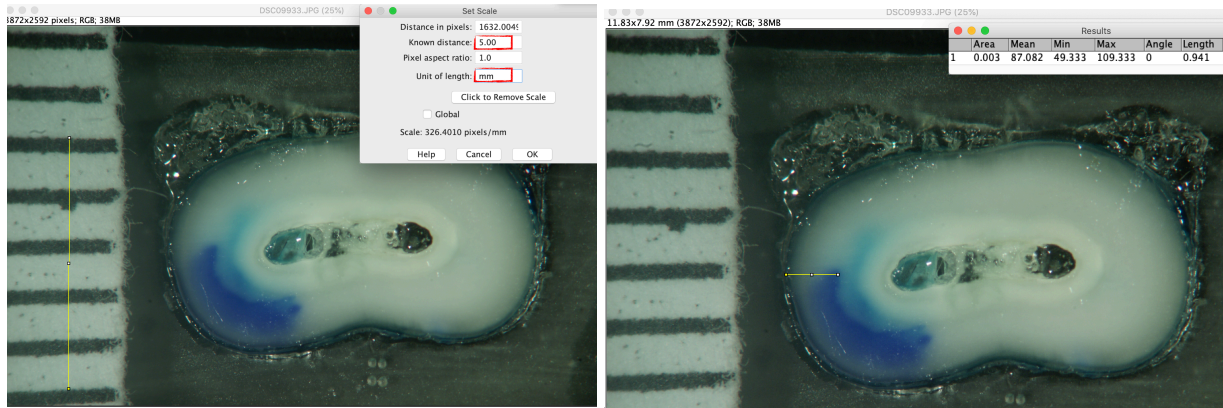 DSC09933.JPG (25%)
3872x2592 pixels; RGB; 38MB
Set Scale
Distance in pixels: 1632.0049
Known distance: 5.00
Pixel aspect ratio: 1.0
Unit of length: mm
Click to Remove Scale
Global
Scale: 326.4010 pixels/mm
Help Cancel OK
DSC09933.JPG (25%)
11.83x7.92 mm (3872x2592); RGB; 38MB
Results
Area Mean Min Max Angle Length
1 0.003 87.082 49.333 109.333 0 0.941